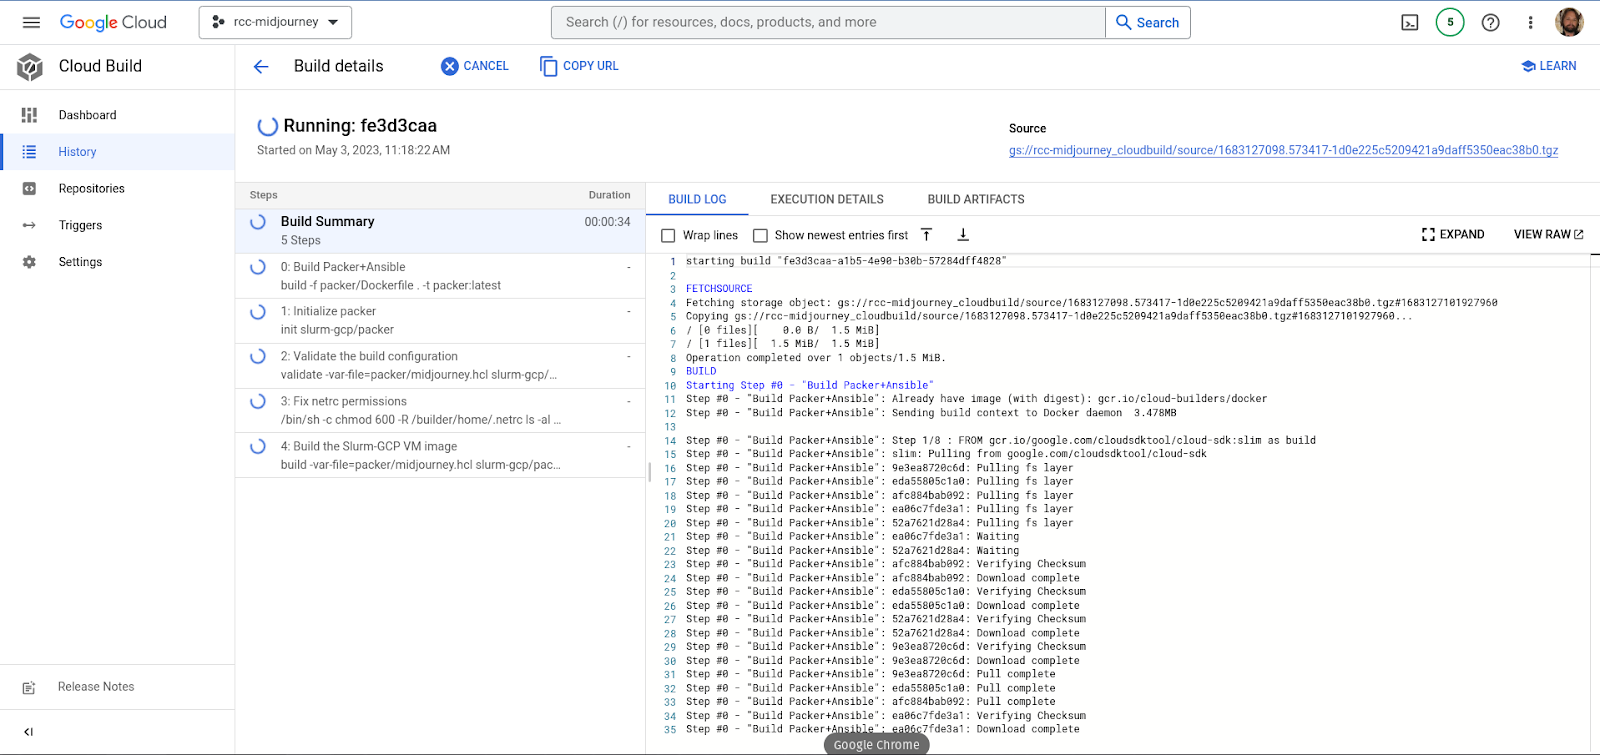 Google Cloud
rcc-midjourney
Search (/) for resources, docs, products, and more
Search
5
Cloud Build
Build details
CANCEL
COPY URL
LEARN
Dashboard
History
Repositories
Triggers
Settings
Release Notes
Running: fe3d3caa
Started on May 3, 2023, 11:18:22 AM
Source
gs://rcc-midjourney_cloudbuild/source/1683127098.573417-1d0e225c5209421a9daff5350eac38b0.tgz
Steps Duration
Build Summary 00:00:34
5 Steps
0: Build Packer+Ansible -
build -f packer/Dockerfile . -t packer:latest
1: Initialize packer -
init slurm-gcp/packer
2: Validate the build configuration -
validate -var-file=packer/midjourney.hcl slurm-gcp/...
3: Fix netrc permissions -
/bin/sh -c chmod 600 -R /builder/home/.netrc ls -al ...
4: Build the Slurm-GCP VM image -
build -var-file=packer/midjourney.hcl slurm-gcp/pac...
BUILD LOG EXECUTION DETAILS BUILD ARTIFACTS
Wrap lines Show newest entries first EXPAND VIEW RAW
1 starting build "fe3d3caa-a1b5-4e90-b30b-57284dff4828"
2
3 FETCHSOURCE
4 Fetching storage object: gs://rcc-midjourney_cloudbuild/source/1683127098.573417-1d0e225c5209421a9daff5350eac38b0.tgz#1683127101927960
5 Copying gs://rcc-midjourney_cloudbuild/source/1683127098.573417-1d0e225c5209421a9daff5350eac38b0.tgz#1683127101927960...
6 / [0 files][    0.0 B/  1.5 MiB]
7 / [1 files][  1.5 MiB/  1.5 MiB]
8 Operation completed over 1 objects/1.5 MiB.
9 BUILD
10 Starting Step #0 - "Build Packer+Ansible"
11 Step #0 - "Build Packer+Ansible": Already have image (with digest): gcr.io/cloud-builders/docker
12 Step #0 - "Build Packer+Ansible": Sending build context to Docker daemon  3.478MB
13
14 Step #0 - "Build Packer+Ansible": Step 1/8 : FROM gcr.io/google.com/cloudsdktool/cloud-sdk:slim as build
15 Step #0 - "Build Packer+Ansible": slim: Pulling from google.com/cloudsdktool/cloud-sdk
16 Step #0 - "Build Packer+Ansible": 9e3ea8720c6d: Pulling fs layer
17 Step #0 - "Build Packer+Ansible": eda55805c1a0: Pulling fs layer
18 Step #0 - "Build Packer+Ansible": afc884bab092: Pulling fs layer
19 Step #0 - "Build Packer+Ansible": ea06c7fde3a1: Pulling fs layer
20 Step #0 - "Build Packer+Ansible": 52a7621d28a4: Pulling fs layer
21 Step #0 - "Build Packer+Ansible": ea06c7fde3a1: Waiting
22 Step #0 - "Build Packer+Ansible": 52a7621d28a4: Waiting
23 Step #0 - "Build Packer+Ansible": afc884bab092: Verifying Checksum
24 Step #0 - "Build Packer+Ansible": afc884bab092: Download complete
25 Step #0 - "Build Packer+Ansible": eda55805c1a0: Verifying Checksum
26 Step #0 - "Build Packer+Ansible": eda55805c1a0: Download complete
27 Step #0 - "Build Packer+Ansible": 52a7621d28a4: Verifying Checksum
28 Step #0 - "Build Packer+Ansible": 52a7621d28a4: Download complete
29 Step #0 - "Build Packer+Ansible": 9e3ea8720c6d: Verifying Checksum
30 Step #0 - "Build Packer+Ansible": 9e3ea8720c6d: Download complete
31 Step #0 - "Build Packer+Ansible": 9e3ea8720c6d: Pull complete
32 Step #0 - "Build Packer+Ansible": eda55805c1a0: Pull complete
33 Step #0 - "Build Packer+Ansible": afc884bab092: Pull complete
34 Step #0 - "Build Packer+Ansible": ea06c7fde3a1: Verifying Checksum
35 Step #0 - "Build Packer+Ansible": ea06c7fde3a1: Download complete
Google Chrome